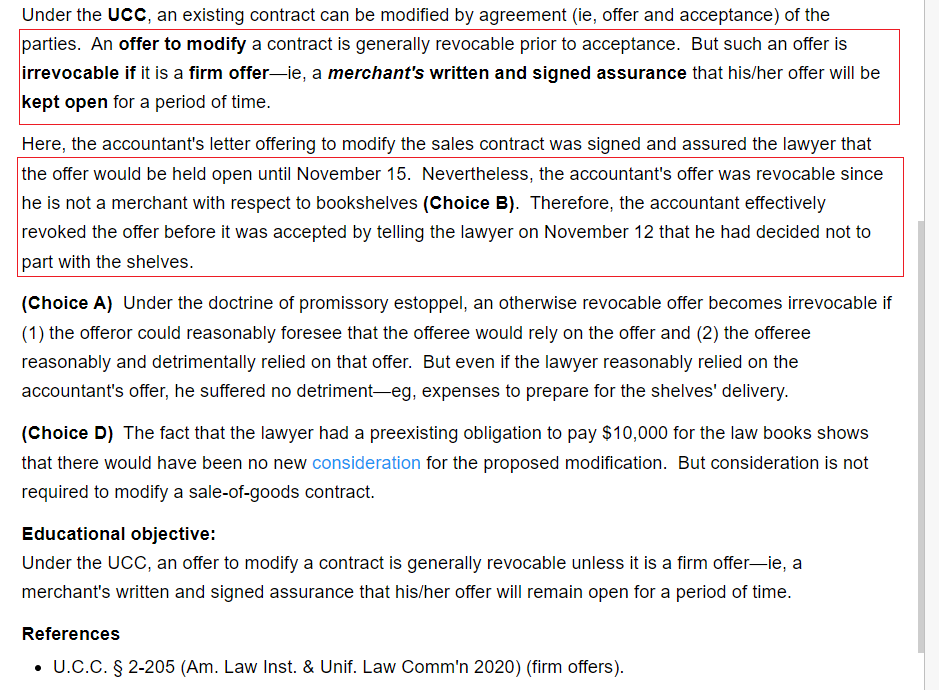 Under the UCC, an existing contract can be modified by agreement (ie, offer and acceptance) of the
parties.  An offer to modify a contract is generally revocable prior to acceptance.  But such an offer is
irrevocable if it is a firm offer—ie, a merchant's written and signed assurance that his/her offer will be
kept open for a period of time.
Here, the accountant's letter offering to modify the sales contract was signed and assured the lawyer that
the offer would be held open until November 15.  Nevertheless, the accountant's offer was revocable since
he is not a merchant with respect to bookshelves (Choice B).  Therefore, the accountant effectively
revoked the offer before it was accepted by telling the lawyer on November 12 that he had decided not to
part with the shelves.
(Choice A)  Under the doctrine of promissory estoppel, an otherwise revocable offer becomes irrevocable if
(1) the offeror could reasonably foresee that the offeree would rely on the offer and (2) the offeree
reasonably and detrimentally relied on that offer.  But even if the lawyer reasonably relied on the
accountant's offer, he suffered no detriment—eg, expenses to prepare for the shelves' delivery.
(Choice D)  The fact that the lawyer had a preexisting obligation to pay $10,000 for the law books shows
that there would have been no new consideration for the proposed modification.  But consideration is not
required to modify a sale-of-goods contract.
Educational objective:
Under the UCC, an offer to modify a contract is generally revocable unless it is a firm offer—ie, a
merchant's written and signed assurance that his/her offer will remain open for a period of time.
References
• U.C.C. § 2-205 (Am. Law Inst. & Unif. Law Comm'n 2020) (firm offers).